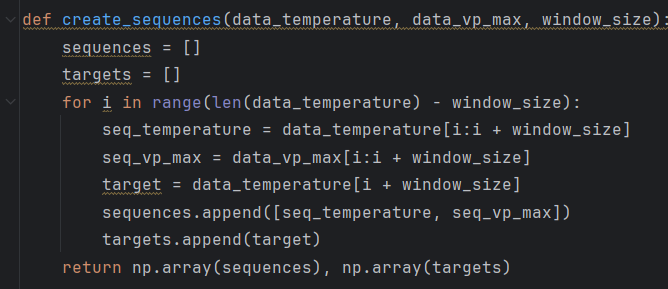 def create_sequences(data_temperature, data_vp_max, window_size):
    sequences = []
    targets = []
    for i in range(len(data_temperature) - window_size):
        seq_temperature = data_temperature[i:i + window_size]
        seq_vp_max = data_vp_max[i:i + window_size]
        target = data_temperature[i + window_size]
        sequences.append([seq_temperature, seq_vp_max])
        targets.append(target)
    return np.array(sequences), np.array(targets)